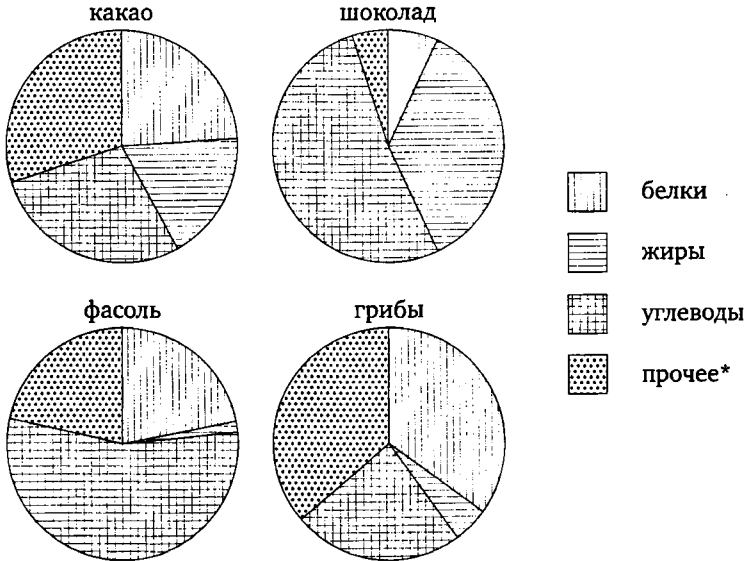 какао
шоколад
фасоль
грибы
белки
жиры
углеводы
прочее*